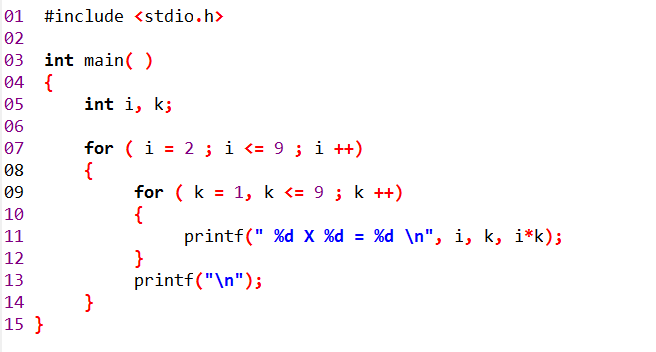 01 #include <stdio.h>
02
03 int main( )
04 {
05 int i, k;
06
07 for ( i = 2 ; i <= 9 ; i ++)
08 {
09 for ( k = 1, k <= 9 ; k ++)
10 {
11 printf(" %d X %d = %d \n", i, k, i*k);
12 }
13 printf("\n");
14 }
15 }